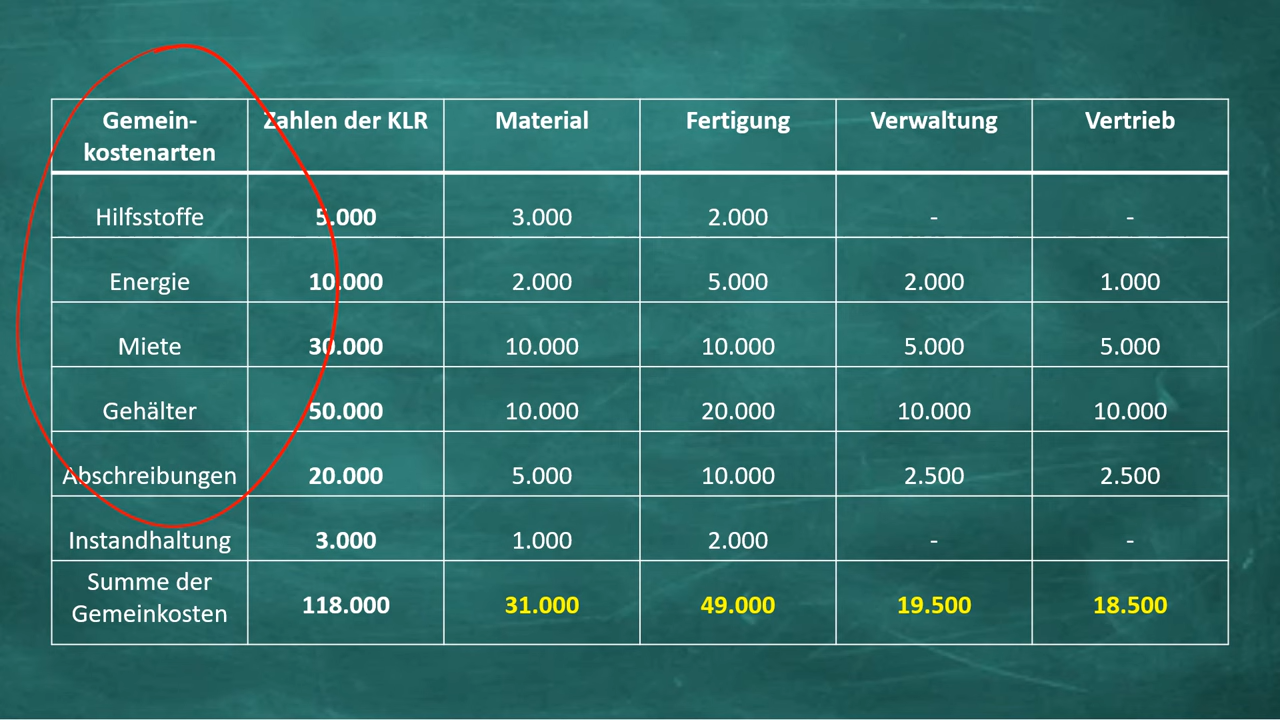 Gemein-
kostenarten Zahlen der KLR Material Fertigung Verwaltung Vertrieb
Hilfsstoffe 5.000 3.000 2.000 - -
Energie 10.000 2.000 5.000 2.000 1.000
Miete 30.000 10.000 10.000 5.000 5.000
Gehälter 50.000 10.000 20.000 10.000 10.000
Abschreibungen 20.000 5.000 10.000 2.500 2.500
Instandhaltung 3.000 1.000 2.000 - -
Summe der
Gemeinkosten 118.000 31.000 49.000 19.500 18.500